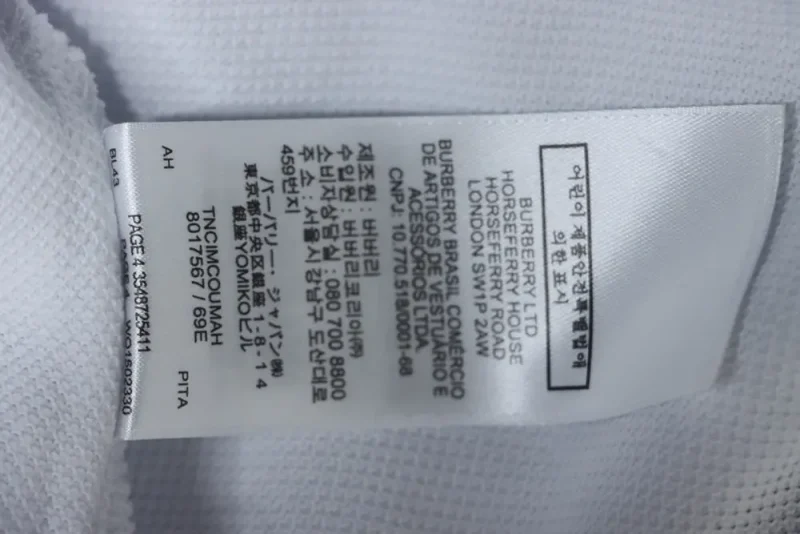 어린이 제품안전특별법에
의한 표시
BURBERRY LTD
HORSEFERRY HOUSE
HORSEFERRY ROAD
LONDON SW1P 2AW
BURBERRY BRASIL COMÉRCIO
DE ARTIGOS DE VESTUÁRIO E
ACESSÓRIOS LTDA.
CNPJ: 10.770.518/0001-68
제조원 : 버버리
수입원 : 버버리코리아㈜
소비자상담실 : 080 700 8800
주 소 : 서울시 강남구 도산대로
459번지
バーバリー・ジャパン㈱
東京都中央区銀座 1 - 8 - 1 4
銀座YOMIKOビル
TNCIMCOUMAH
8017567 / 69E
AH
PITA
PAGE 4 3548725411
WO1602330